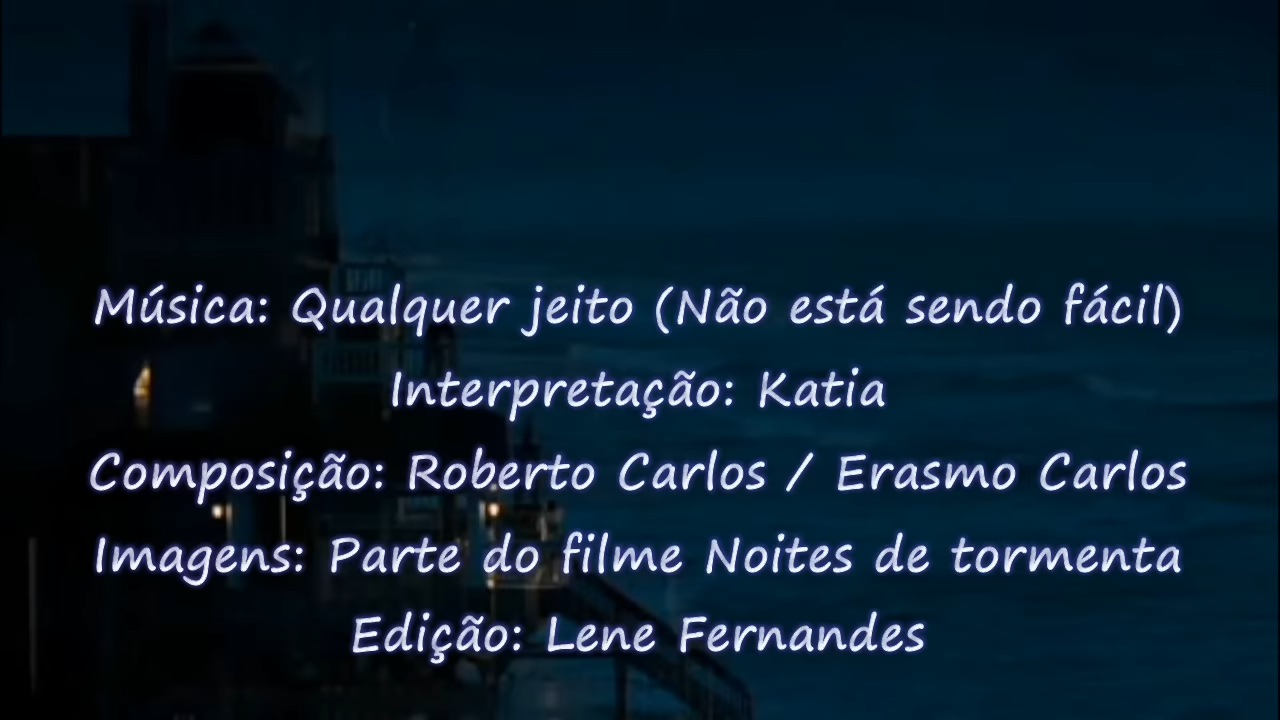 Música: Qualquer jeito (Não está sendo fácil)
Interpretação: Katia
Composição: Roberto Carlos / Erasmo Carlos
Imagens: Parte do filme Noites de tormenta
Edição: Lene Fernandes